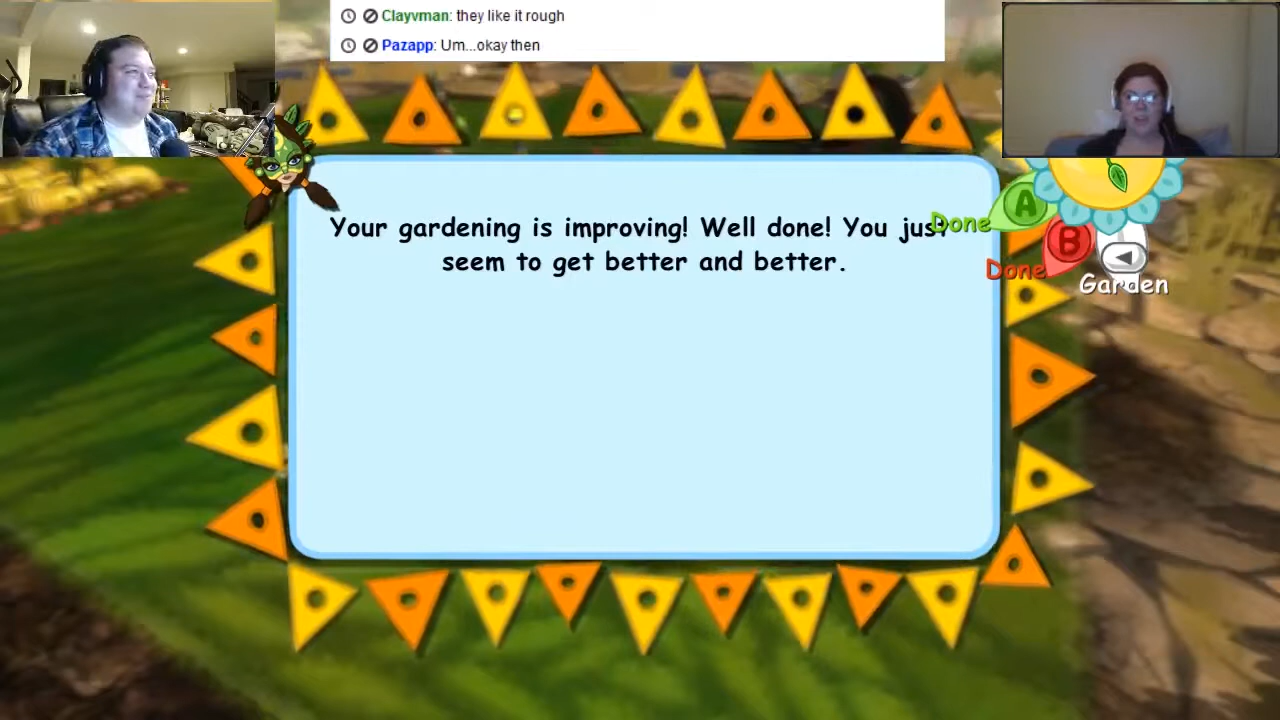 Clayvman: they like it rough
Pazapp: Um...okay then
Your gardening is improving! Well done! You just
seem to get better and better.
A
Done
B
Done
Garden